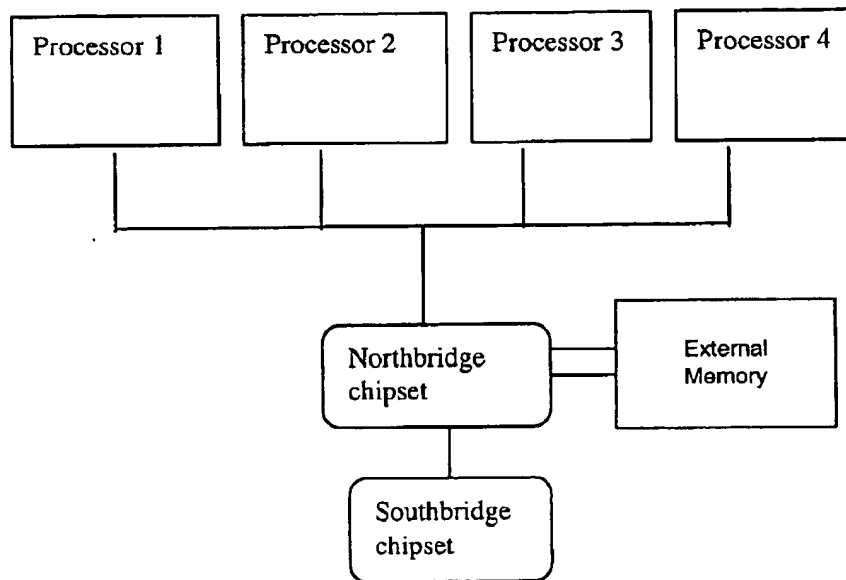 Processor 1
Processor 2
Processor 3
Processor 4
Northbridge
chipset
External
Memory
Southbridge
chipset